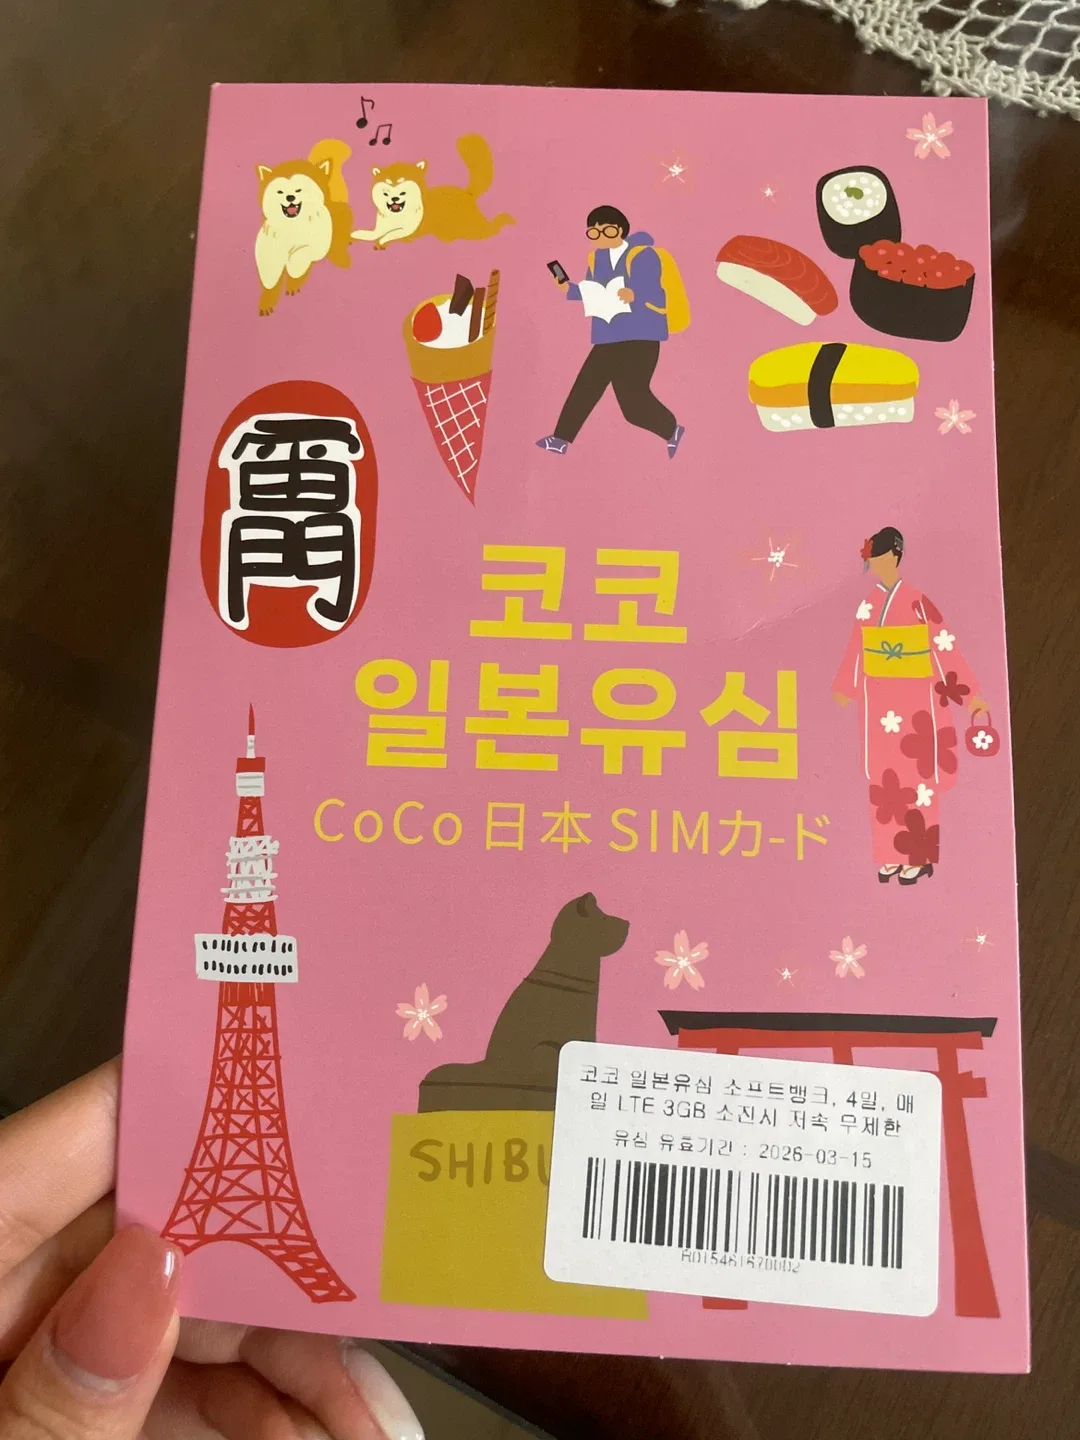 雷門
코코
일본유심
CoCo 日本 SIMカード
SHIBU
코코 일본유심 소프트뱅크, 4일, 매
일 LTE 3GB 소진시 저속 무제한
유심 유효기간 : 2026-03-15